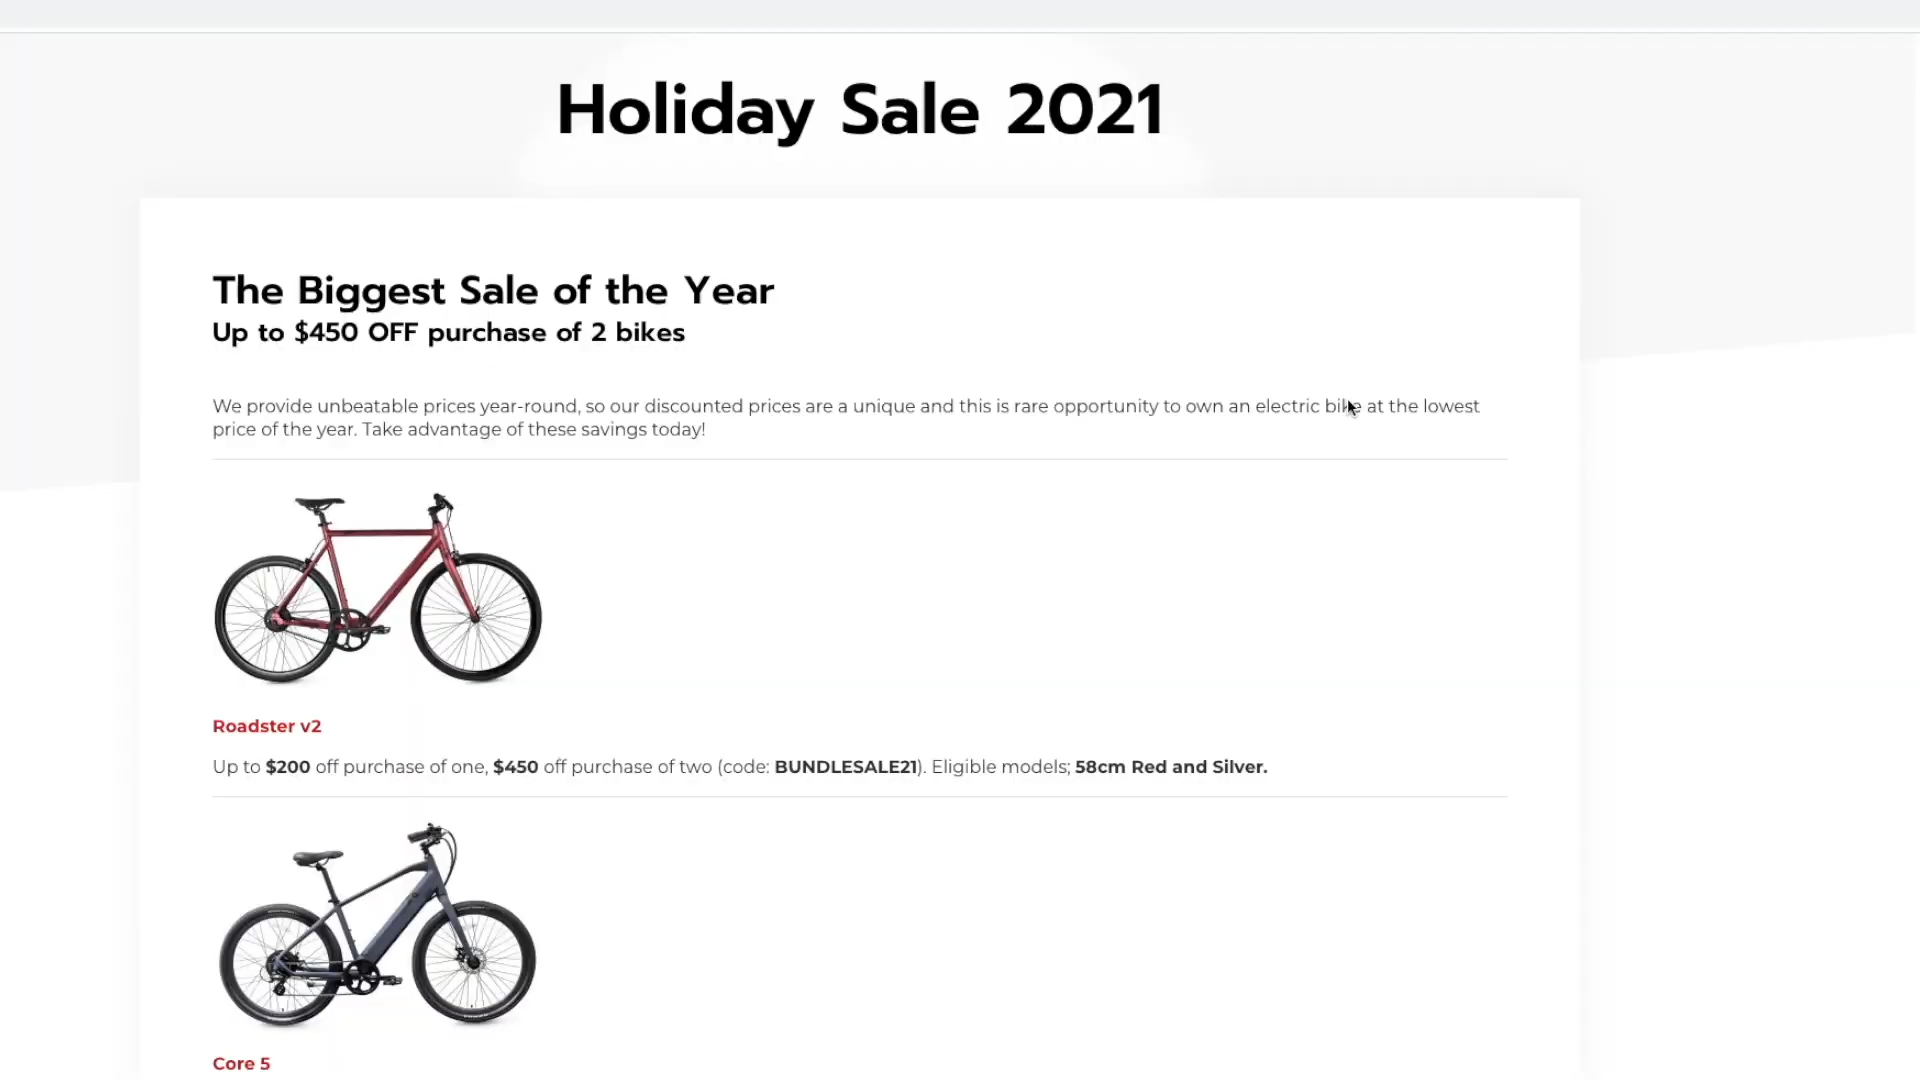 Holiday Sale 2021
The Biggest Sale of the Year
Up to $450 OFF purchase of 2 bikes
We provide unbeatable prices year-round, so our discounted prices are a unique and this is rare opportunity to own an electric bike at the lowest
price of the year. Take advantage of these savings today!
Roadster v2
Up to $200 off purchase of one, $450 off purchase of two (code: BUNDLESALE21). Eligible models; 58cm Red and Silver.
Core 5